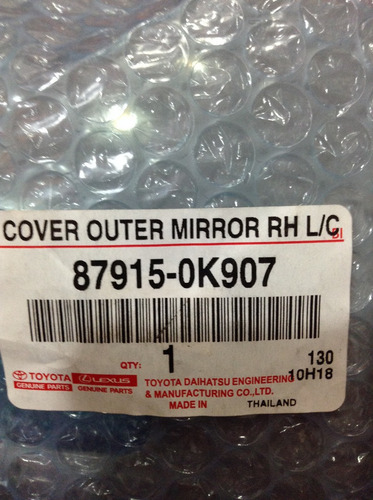 COVER OUTER MIRROR RH L/C
BI
87915-0K907
QTY: 1 130
10H18
TOYOTA GENUINE PARTS
LEXUS GENUINE PARTS
TOYOTA DAIHATSU ENGINEERING
& MANUFACTURING CO.,LTD.
MADE IN THAILAND